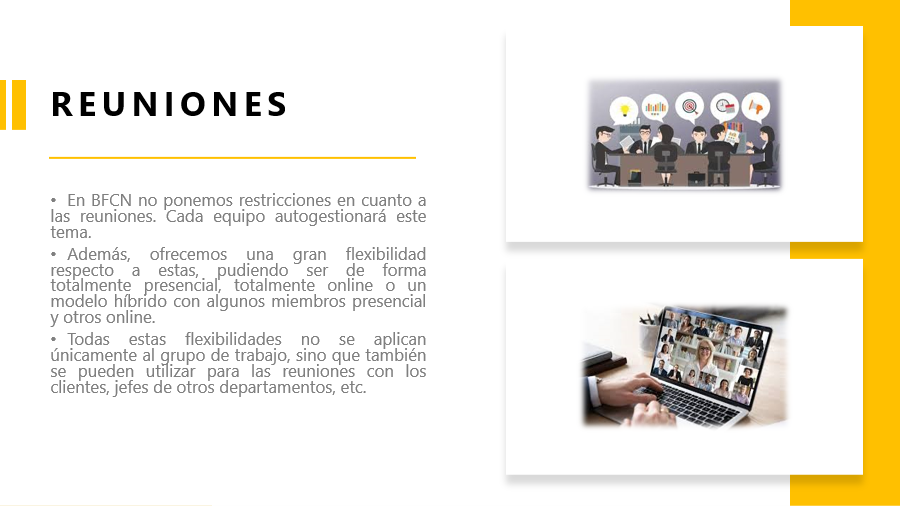 REUNIONES
• En BFCN no ponemos restricciones en cuanto a
las reuniones. Cada equipo autogestionará este
tema.
• Además, ofrecemos una gran flexibilidad
respecto a estas, pudiendo ser de forma
totalmente presencial, totalmente online o un
modelo híbrido con algunos miembros presencial
y otros online.
• Todas estas flexibilidades no se aplican
únicamente al grupo de trabajo, sino que también
se pueden utilizar para las reuniones con los
clientes, jefes de otros departamentos, etc.